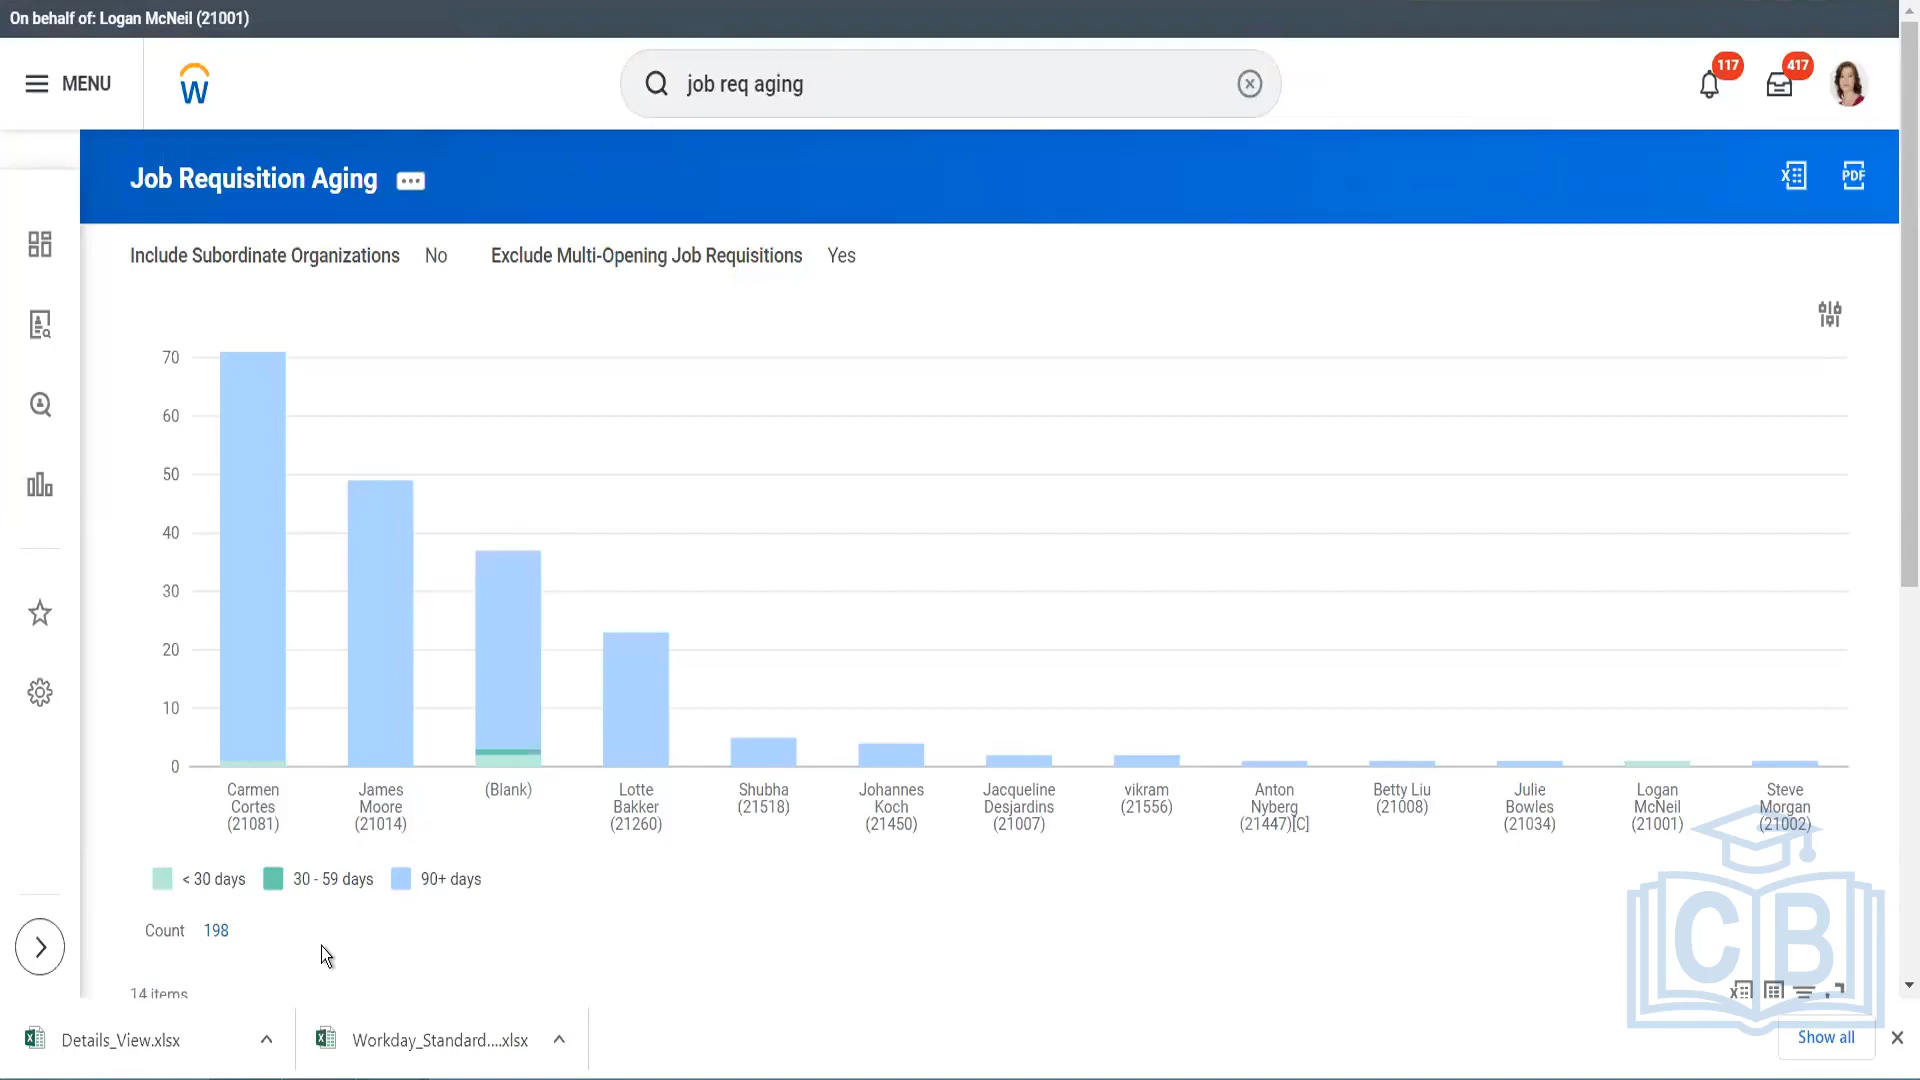 On behalf of: Logan McNeil (21001)
MENU
W
job req aging
117
417
Job Requisition Aging
X
PDF
Include Subordinate Organizations No Exclude Multi-Opening Job Requisitions Yes
70
60
50
40
30
20
10
0
Carmen Cortes (21081)
James Moore (21014)
(Blank)
Lotte Bakker (21260)
Shubha (21518)
Johannes Koch (21450)
Jacqueline Desjardins (21007)
vikram (21556)
Anton Nyberg (21447)[C]
Betty Liu (21008)
Julie Bowles (21034)
Logan McNeil (21001)
Steve Morgan (21002)
< 30 days 30 - 59 days 90+ days
Count 198
14 items
CB
Details_View.xlsx
Workday_Standard....xlsx
Show all